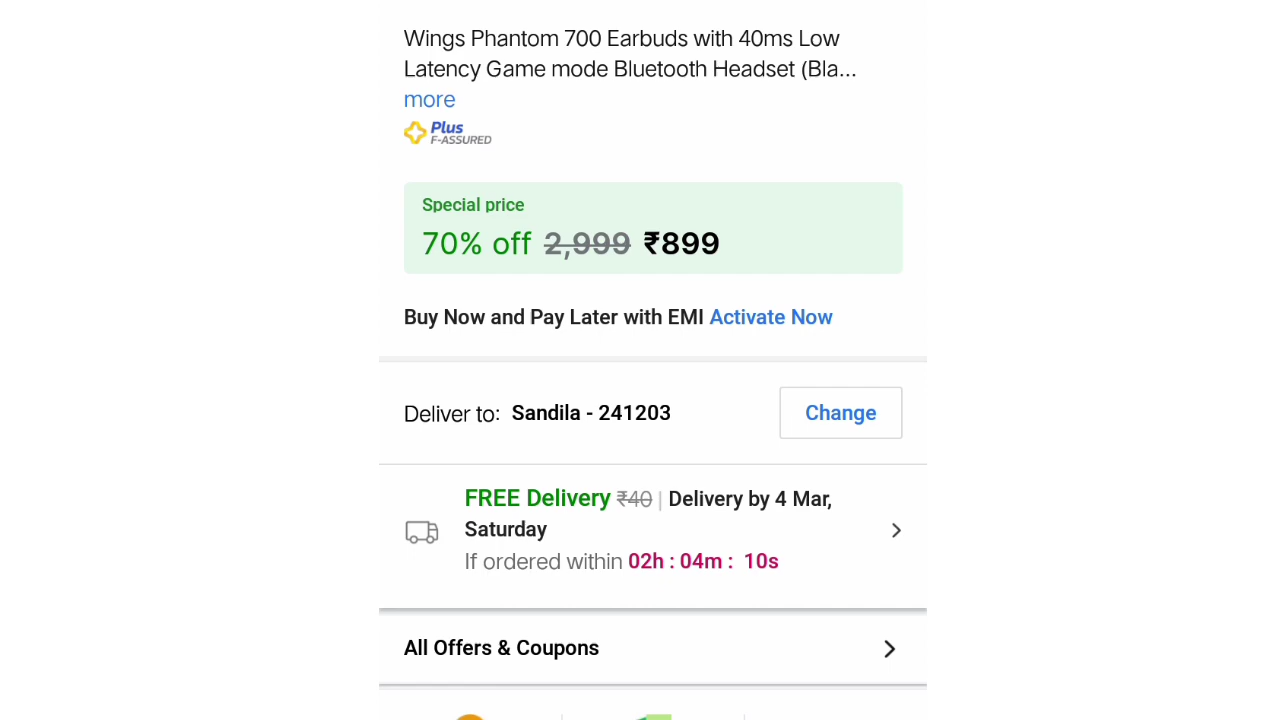 Wings Phantom 700 Earbuds with 40ms Low
Latency Game mode Bluetooth Headset (Bla...
more
Plus
F-ASSURED
Special price
70% off 2,999 ₹899
Buy Now and Pay Later with EMI Activate Now
Deliver to: Sandila - 241203 Change
FREE Delivery ₹40 | Delivery by 4 Mar,
Saturday
If ordered within 02h : 04m : 10s
All Offers & Coupons